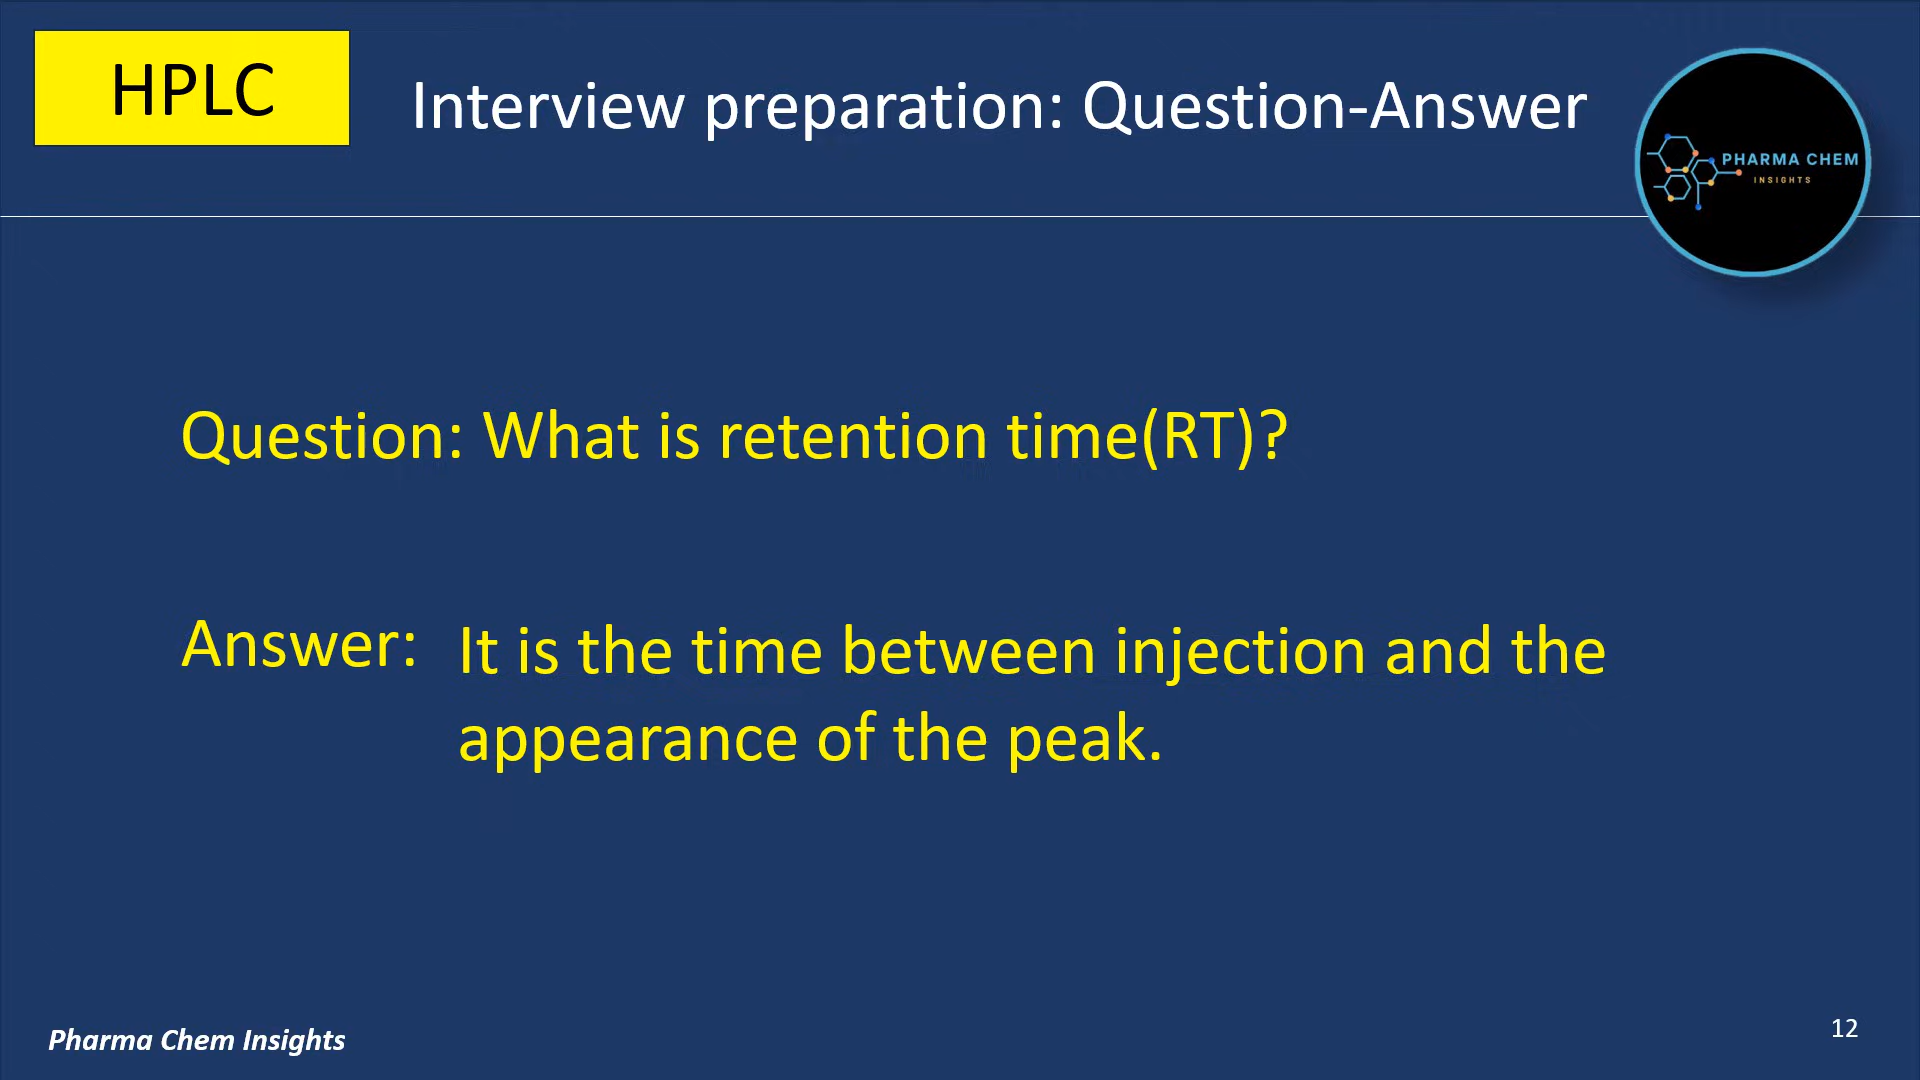 HPLC
Interview preparation: Question-Answer
PHARMA CHEM
INSIGHTS
Question: What is retention time(RT)?
Answer: It is the time between injection and the
appearance of the peak.
Pharma Chem Insights
12